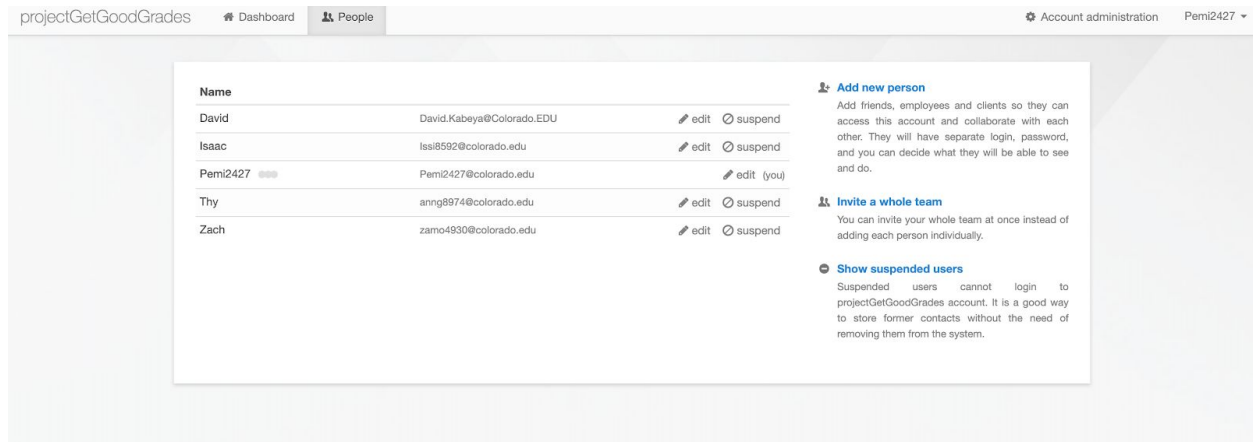 projectGetGoodGrades Dashboard People Account administration Pemi2427
Name
David David.Kabeya@Colorado.EDU edit suspend
Isaac Issi8592@colorado.edu edit suspend
Pemi2427 Pemi2427@colorado.edu edit (you)
Thy anng8974@colorado.edu edit suspend
Zach zamo4930@colorado.edu edit suspend
Add new person
Add friends, employees and clients so they can
access this account and collaborate with each
other. They will have separate login, password,
and you can decide what they will be able to see
and do.
Invite a whole team
You can invite your whole team at once instead of
adding each person individually.
Show suspended users
Suspended users cannot login to
projectGetGoodGrades account. It is a good way
to store former contacts without the need of
removing them from the system.